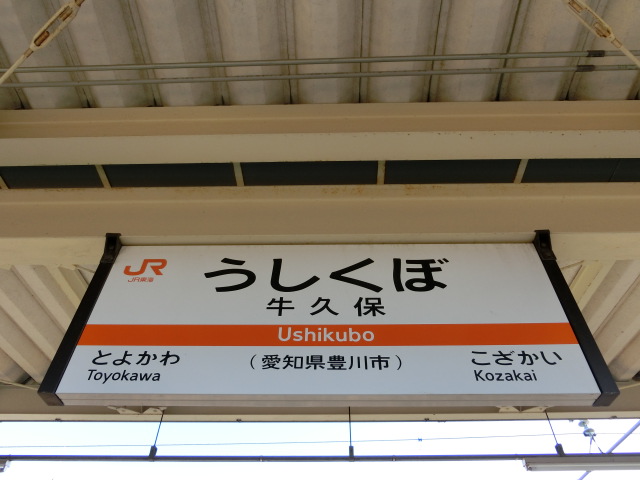 JR
JR東海
うしくぼ
牛久保
Ushikubo
とよかわ
Toyokawa
(愛知県豊川市)
こざかい
Kozakai